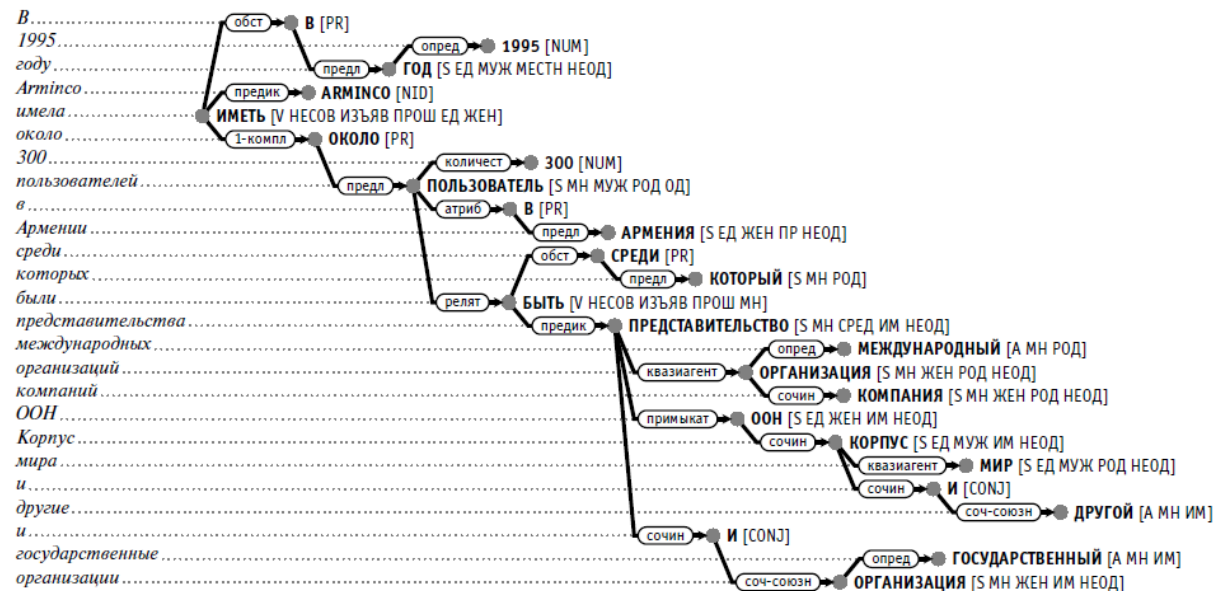 В обст В [PR]
1995 опред 1995 [NUM]
году предл ГОД [S ЕД МУЖ МЕСТН НЕОД]
Arminco предик ARMINCO [NID]
имела ИМЕТЬ [V НЕСОВ ИЗЪЯВ ПРОШ ЕД ЖЕН]
около 1-компл ОКОЛО [PR]
300 количест 300 [NUM]
пользователей предл ПОЛЬЗОВАТЕЛЬ [S МН МУЖ РОД ОД]
в атриб В [PR]
Армении предл АРМЕНИЯ [S ЕД ЖЕН ПР НЕОД]
среди обст СРЕДИ [PR]
которых предл КОТОРЫЙ [S МН РОД]
были релят БЫТЬ [V НЕСОВ ИЗЪЯВ ПРОШ МН]
представительства предик ПРЕДСТАВИТЕЛЬСТВО [S МН СРЕД ИМ НЕОД]
международных опред МЕЖДУНАРОДНЫЙ [A МН РОД]
организаций квазиагент ОРГАНИЗАЦИЯ [S МН ЖЕН РОД НЕОД]
компаний сочин КОМПАНИЯ [S МН ЖЕН РОД НЕОД]
ООН примыкат ООН [S ЕД ЖЕН ИМ НЕОД]
Корпус сочин КОРПУС [S ЕД МУЖ ИМ НЕОД]
мира квазиагент МИР [S ЕД МУЖ РОД НЕОД]
и сочин И [CONJ]
другие соч-союзн ДРУГОЙ [A МН ИМ]
и сочин И [CONJ]
государственные опред ГОСУДАРСТВЕННЫЙ [A МН ИМ]
организации соч-союзн ОРГАНИЗАЦИЯ [S МН ЖЕН ИМ НЕОД]